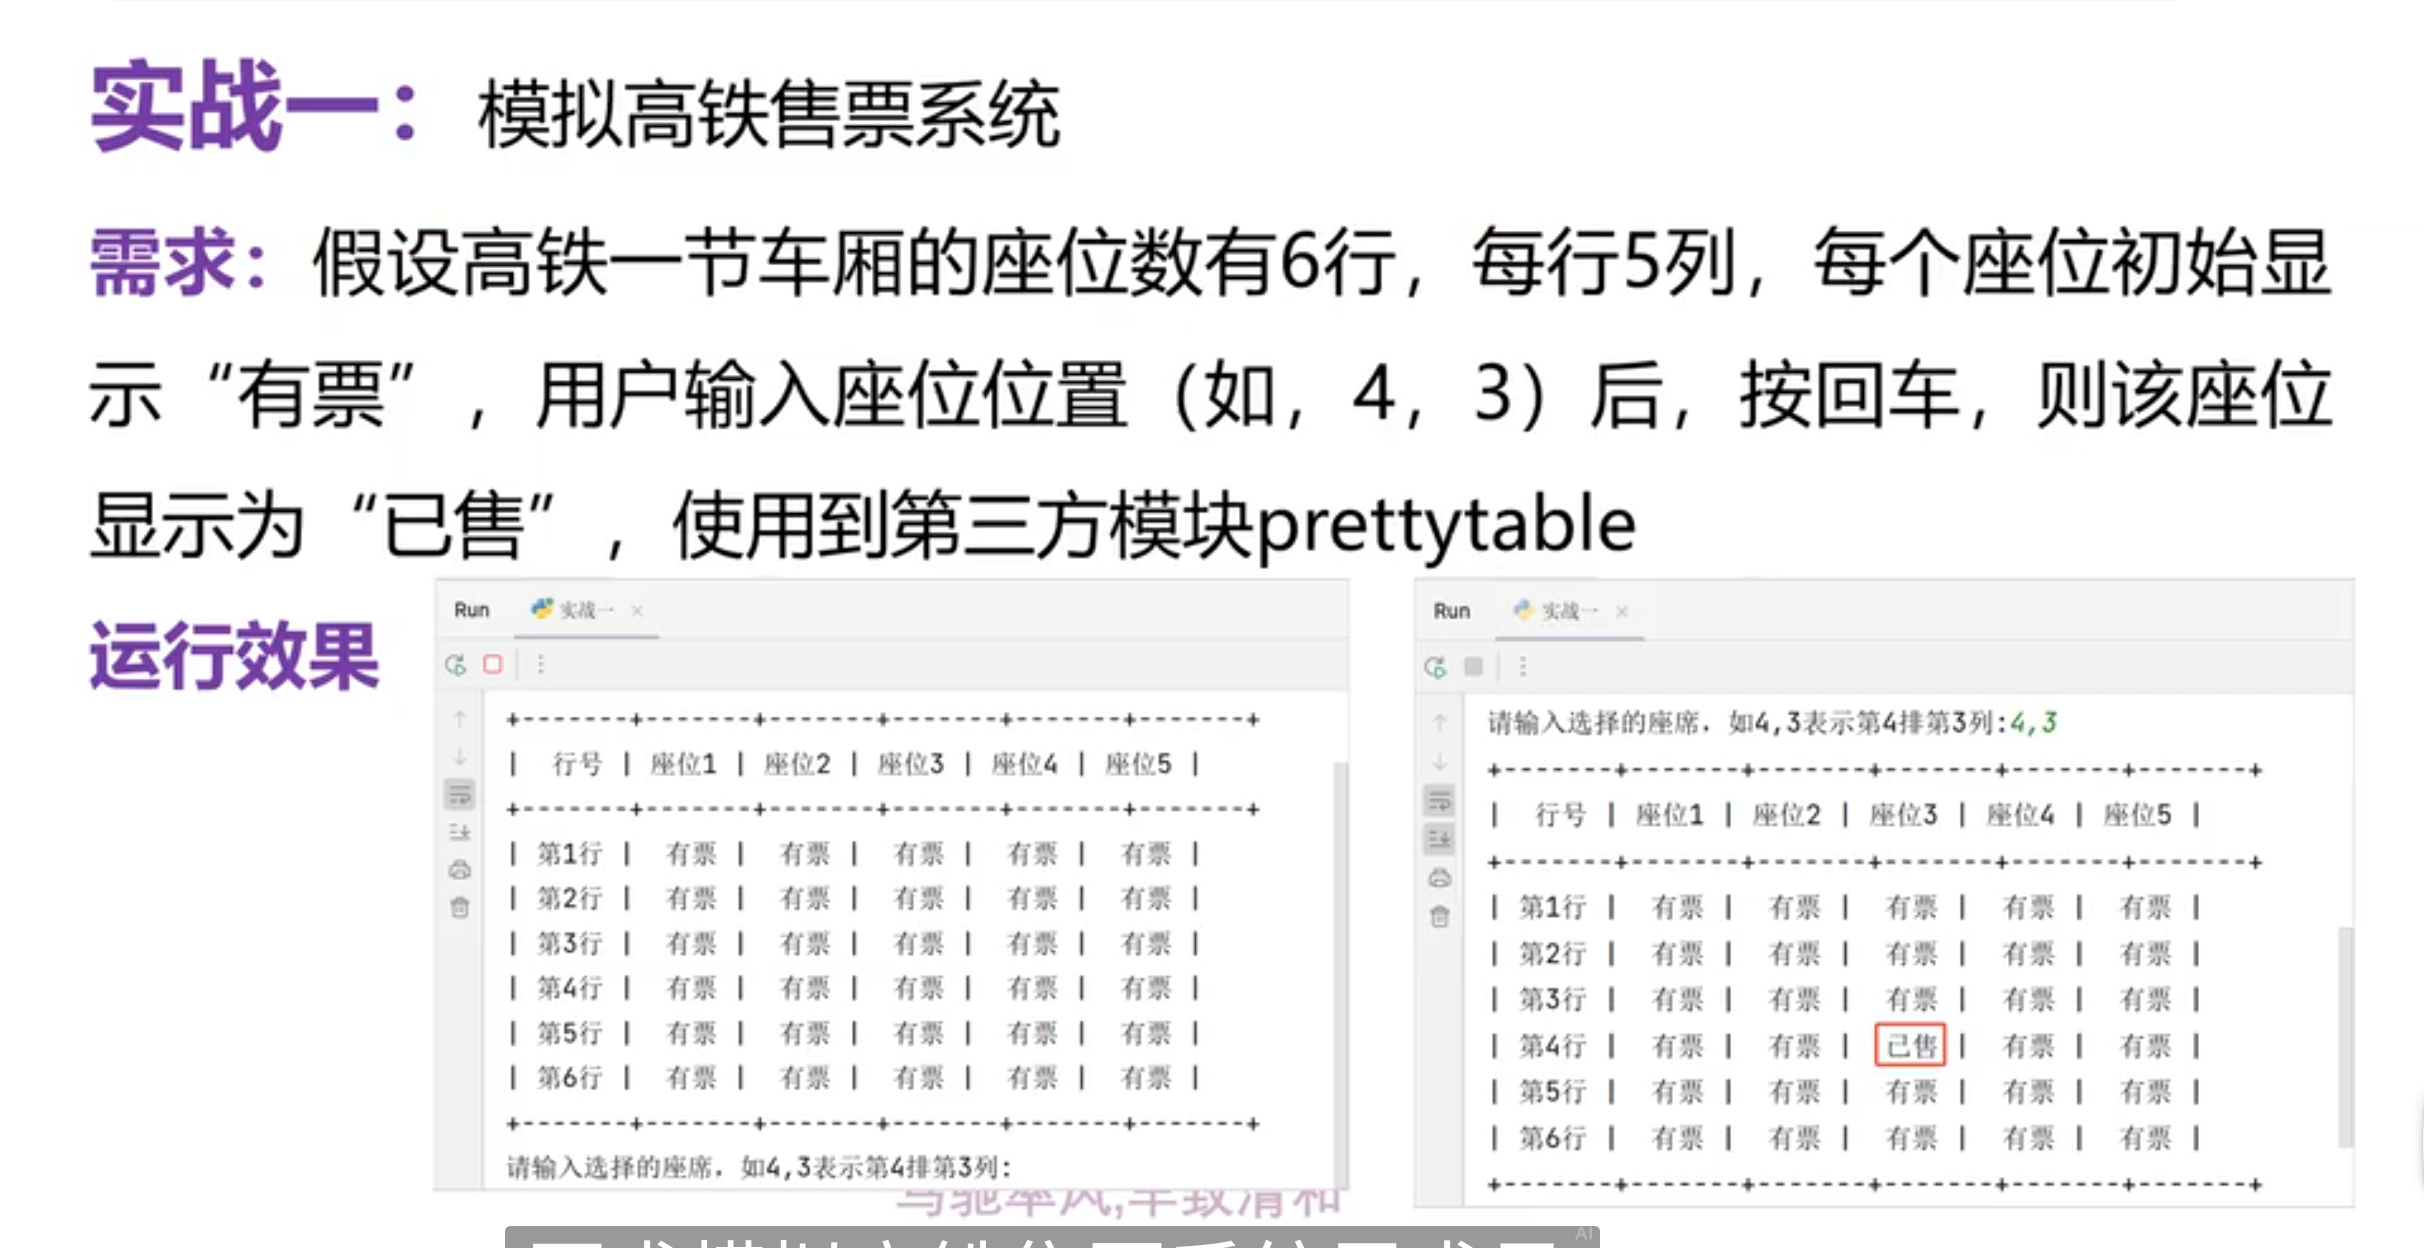 实战一：模拟高铁售票系统
需求：假设高铁一节车厢的座位数有6行，每行5列，每个座位初始显
示“有票”，用户输入座位位置（如，4，3）后，按回车，则该座位
显示为“已售”，使用到第三方模块prettytable
运行效果
Run 实战一 ×
+-------+-------+-------+-------+-------+-------+
| 行号 | 座位1 | 座位2 | 座位3 | 座位4 | 座位5 |
+-------+-------+-------+-------+-------+-------+
| 第1行 | 有票 | 有票 | 有票 | 有票 | 有票 |
| 第2行 | 有票 | 有票 | 有票 | 有票 | 有票 |
| 第3行 | 有票 | 有票 | 有票 | 有票 | 有票 |
| 第4行 | 有票 | 有票 | 有票 | 有票 | 有票 |
| 第5行 | 有票 | 有票 | 有票 | 有票 | 有票 |
| 第6行 | 有票 | 有票 | 有票 | 有票 | 有票 |
+-------+-------+-------+-------+-------+-------+
请输入选择的座席，如4,3表示第4排第3列:
Run 实战一 ×
请输入选择的座席，如4,3表示第4排第3列:4,3
+-------+-------+-------+-------+-------+-------+
| 行号 | 座位1 | 座位2 | 座位3 | 座位4 | 座位5 |
+-------+-------+-------+-------+-------+-------+
| 第1行 | 有票 | 有票 | 有票 | 有票 | 有票 |
| 第2行 | 有票 | 有票 | 有票 | 有票 | 有票 |
| 第3行 | 有票 | 有票 | 有票 | 有票 | 有票 |
| 第4行 | 有票 | 有票 | 已售 | 有票 | 有票 |
| 第5行 | 有票 | 有票 | 有票 | 有票 | 有票 |
| 第6行 | 有票 | 有票 | 有票 | 有票 | 有票 |
+-------+-------+-------+-------+-------+-------+
AI